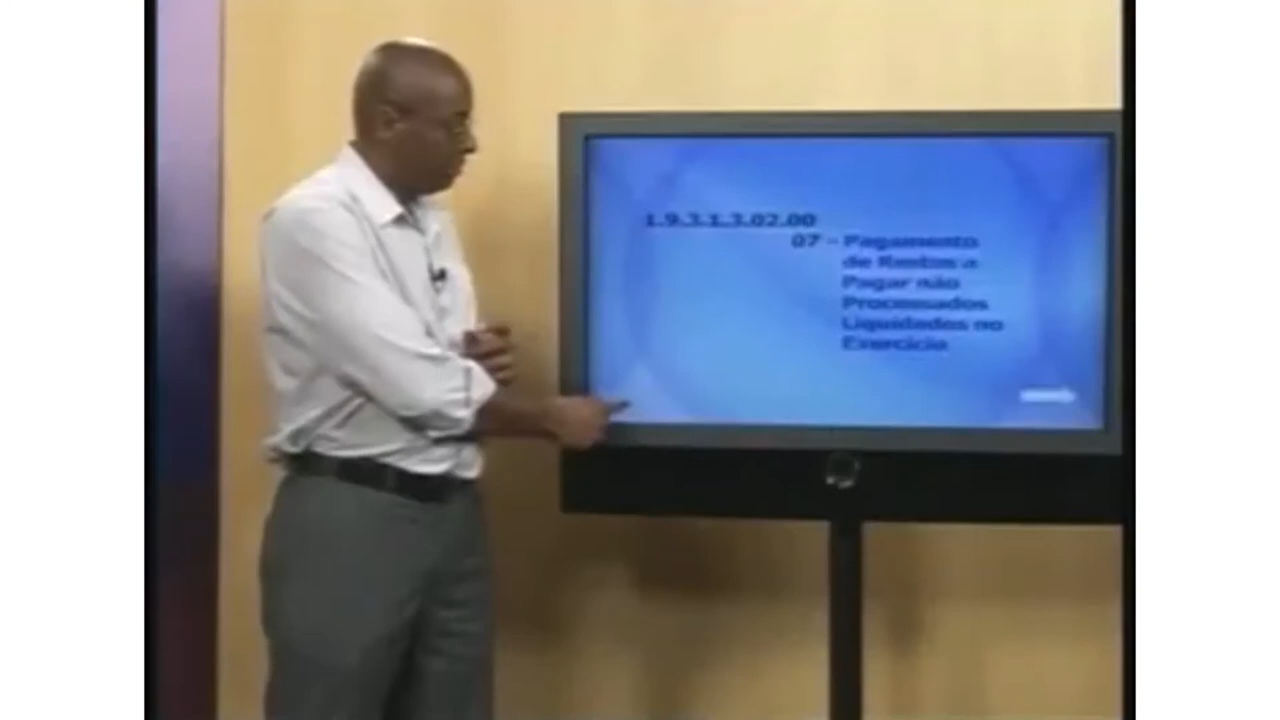 1.9.3.1.3.02.00
07 - Pagamento
de Restos a
Pagar não
Processados
Liquidados no
Exercício